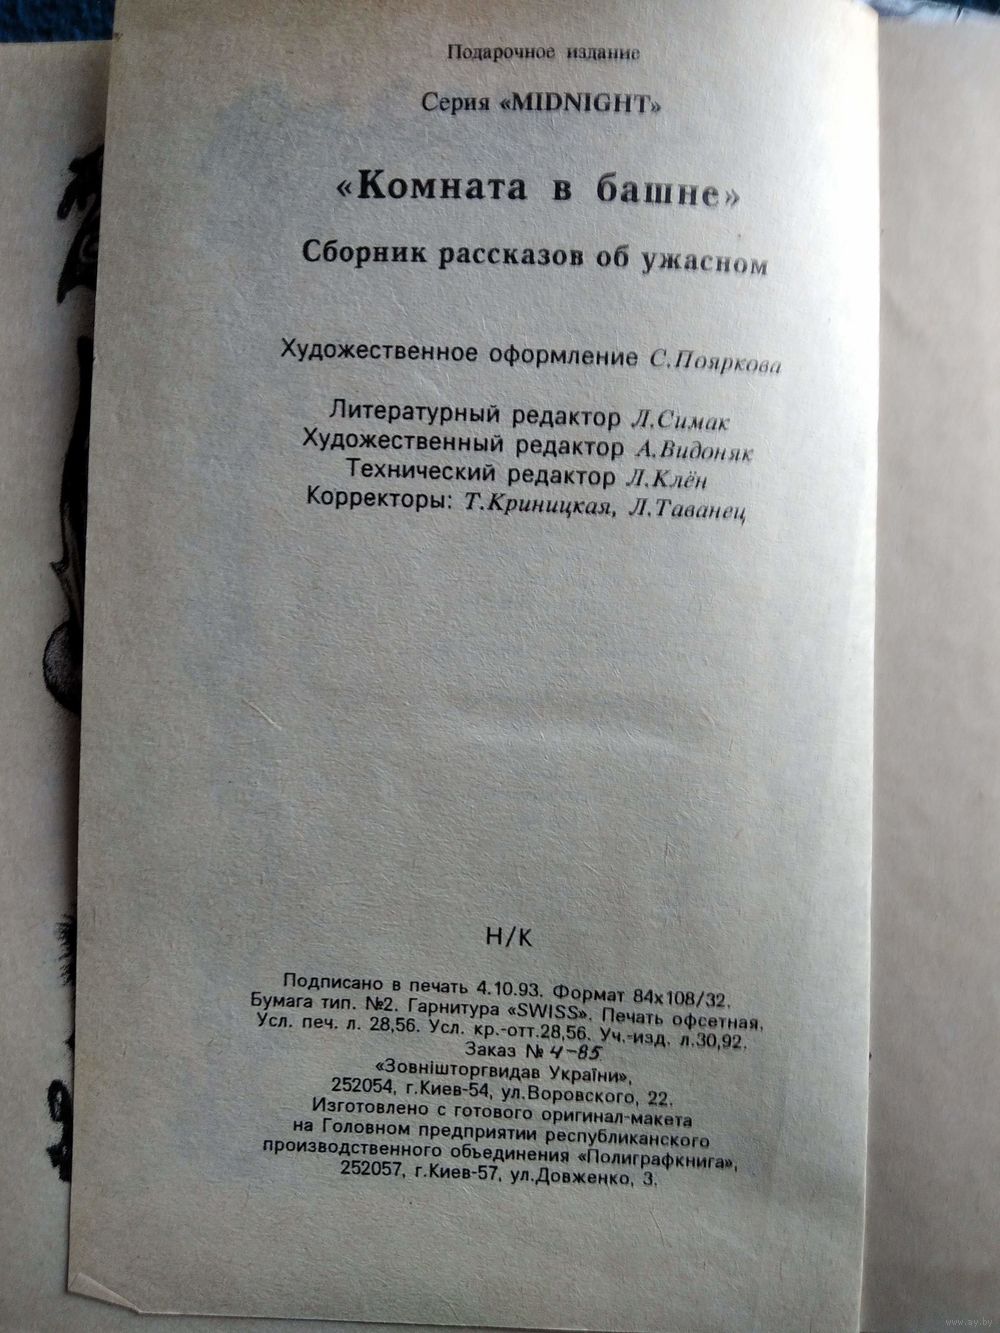 Подарочное издание
Серия «MIDNIGHT»
«Комната в башне»
Сборник рассказов об ужасном
Художественное оформление С.Пояркова
Литературный редактор Л.Симак
Художественный редактор А.Видоняк
Технический редактор Л.Клён
Корректоры: Т.Криницкая, Л.Таванец
Н/К
Подписано в печать 4.10.93. Формат 84х108/32.
Бумага тип. №2. Гарнитура «SWISS». Печать офсетная.
Усл. печ. л. 28,56. Усл. кр.-отт.28,56. Уч.-изд. л.30,92.
Заказ № 4-85
«Зовнішторгвидав України»,
252054, г.Киев-54, ул.Воровского, 22.
Изготовлено с готового оригинал-макета
на Головном предприятии республиканского
производственного объединения «Полиграфкнига»,
252057, г.Киев-57, ул.Довженко, 3.
www.ay.by